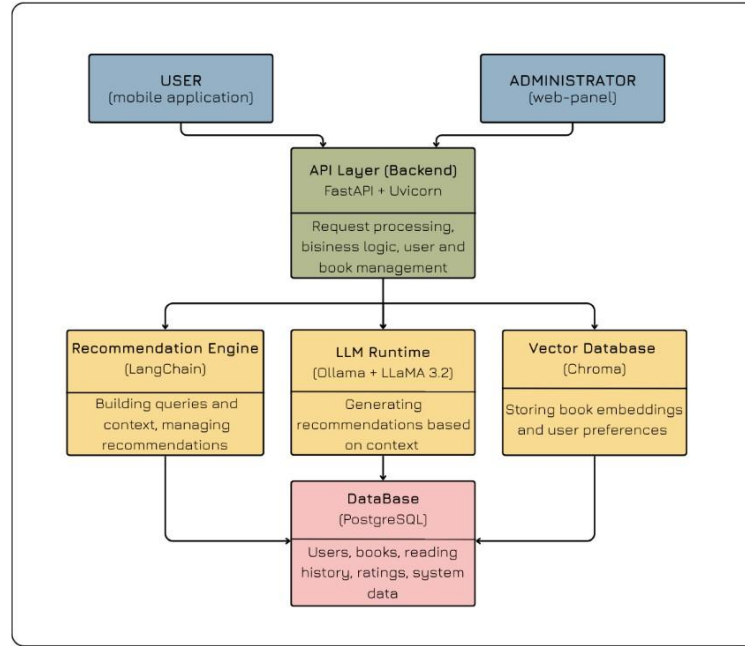 USER
(mobile application)
ADMINISTRATOR
(web-panel)
API Layer (Backend)
FastAPI + Uvicorn
Request processing,
bisiness logic, user and
book management
Recommendation Engine
(LangChain)
Building queries and
context, managing
recommendations
LLM Runtime
(Ollama + LLaMA 3.2)
Generating
recommendations based
on context
Vector Database
(Chroma)
Storing book embeddings
and user preferences
DataBase
(PostgreSQL)
Users, books, reading
history, ratings, system
data